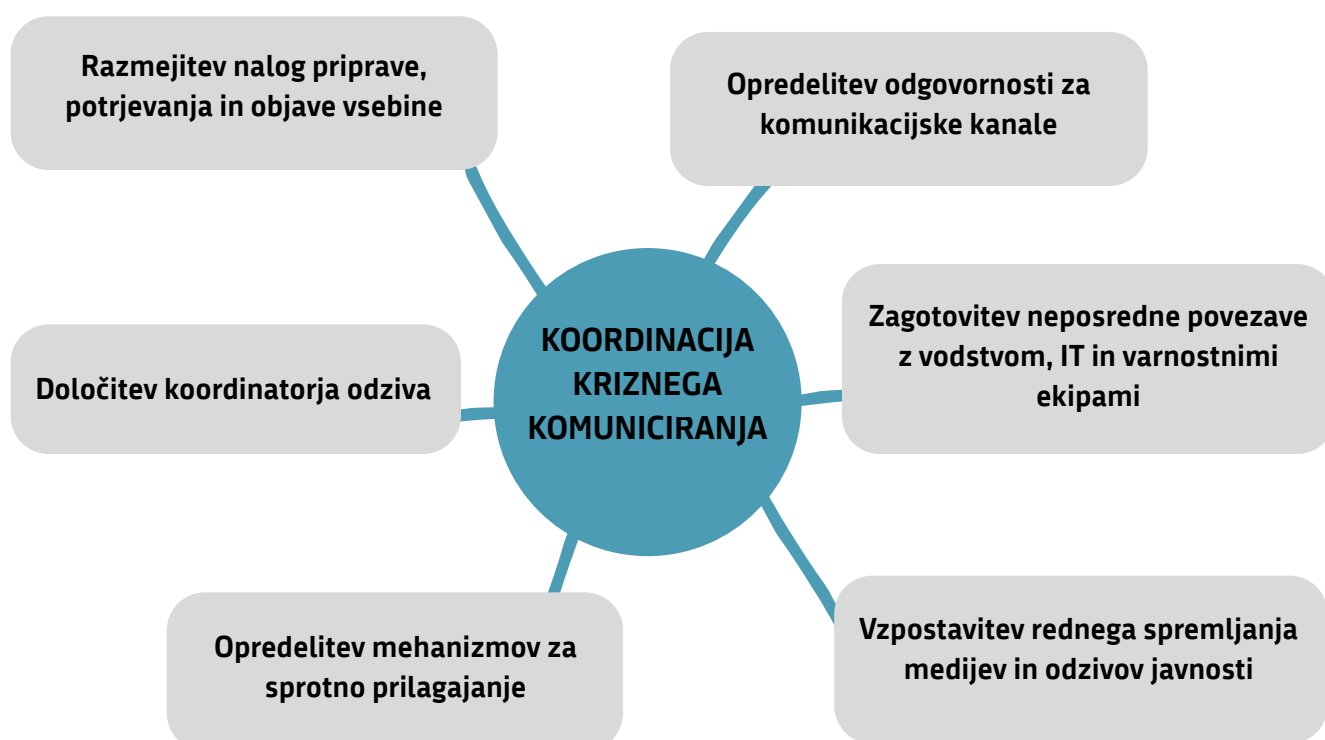 Razmejitev nalog priprave,
potrjevanja in objave vsebine
Opredelitev odgovornosti za
komunikacijske kanale
Zagotovitev neposredne povezave
z vodstvom, IT in varnostnimi
ekipami
KOORDINACIJA
KRIZNEGA
KOMUNICIRANJA
Določitev koordinatorja odziva
Opredelitev mehanizmov za
sprotno prilagajanje
Vzpostavitev rednega spremljanja
medijev in odzivov javnosti